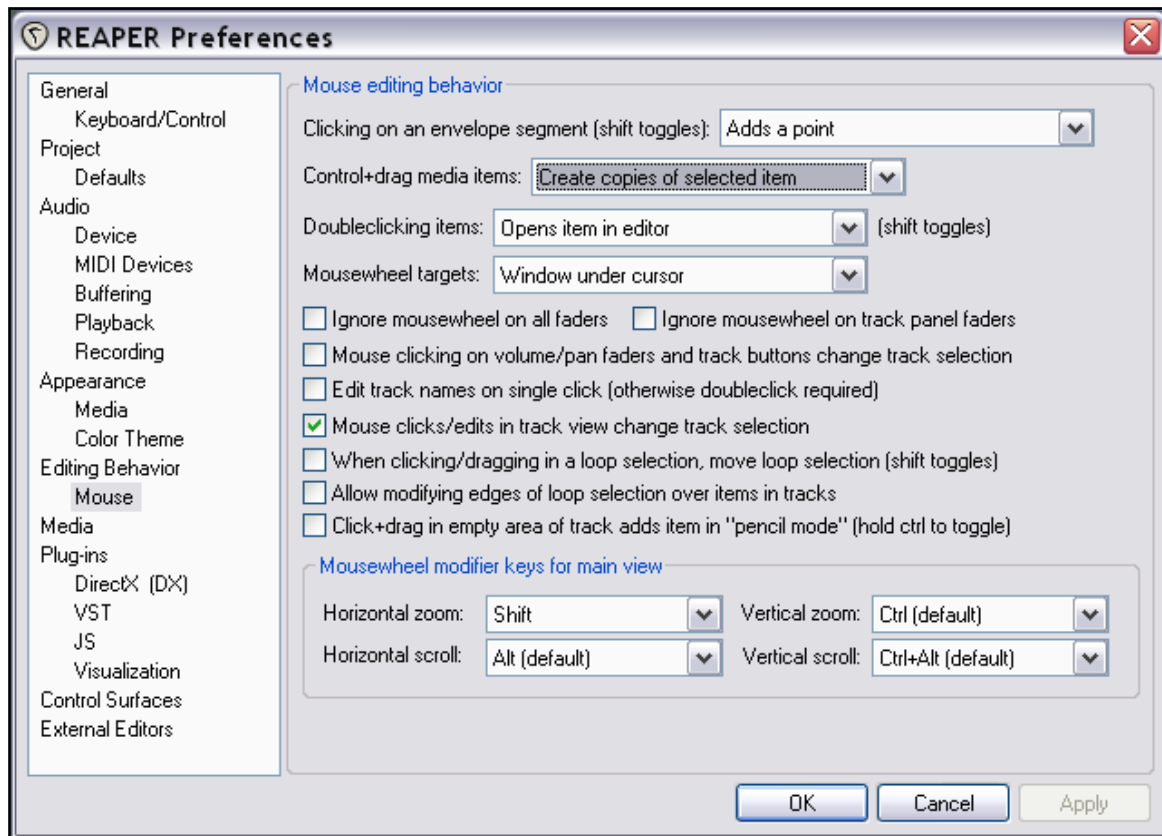 REAPER Preferences
General
Keyboard/Control
Project
Defaults
Audio
Device
MIDI Devices
Buffering
Playback
Recording
Appearance
Media
Color Theme
Editing Behavior
Mouse
Media
Plug-ins
DirectX (DX)
VST
JS
Visualization
Control Surfaces
External Editors
Mouse editing behavior
Clicking on an envelope segment (shift toggles): Adds a point
Control+drag media items: Create copies of selected item
Doubleclicking items: Opens item in editor (shift toggles)
Mousewheel targets: Window under cursor
Ignore mousewheel on all faders Ignore mousewheel on track panel faders
Mouse clicking on volume/pan faders and track buttons change track selection
Edit track names on single click (otherwise doubleclick required)
Mouse clicks/edits in track view change track selection
When clicking/dragging in a loop selection, move loop selection (shift toggles)
Allow modifying edges of loop selection over items in tracks
Click+drag in empty area of track adds item in "pencil mode" (hold ctrl to toggle)
Mousewheel modifier keys for main view
Horizontal zoom: Shift Vertical zoom: Ctrl (default)
Horizontal scroll: Alt (default) Vertical scroll: Ctrl+Alt (default)
OK Cancel Apply